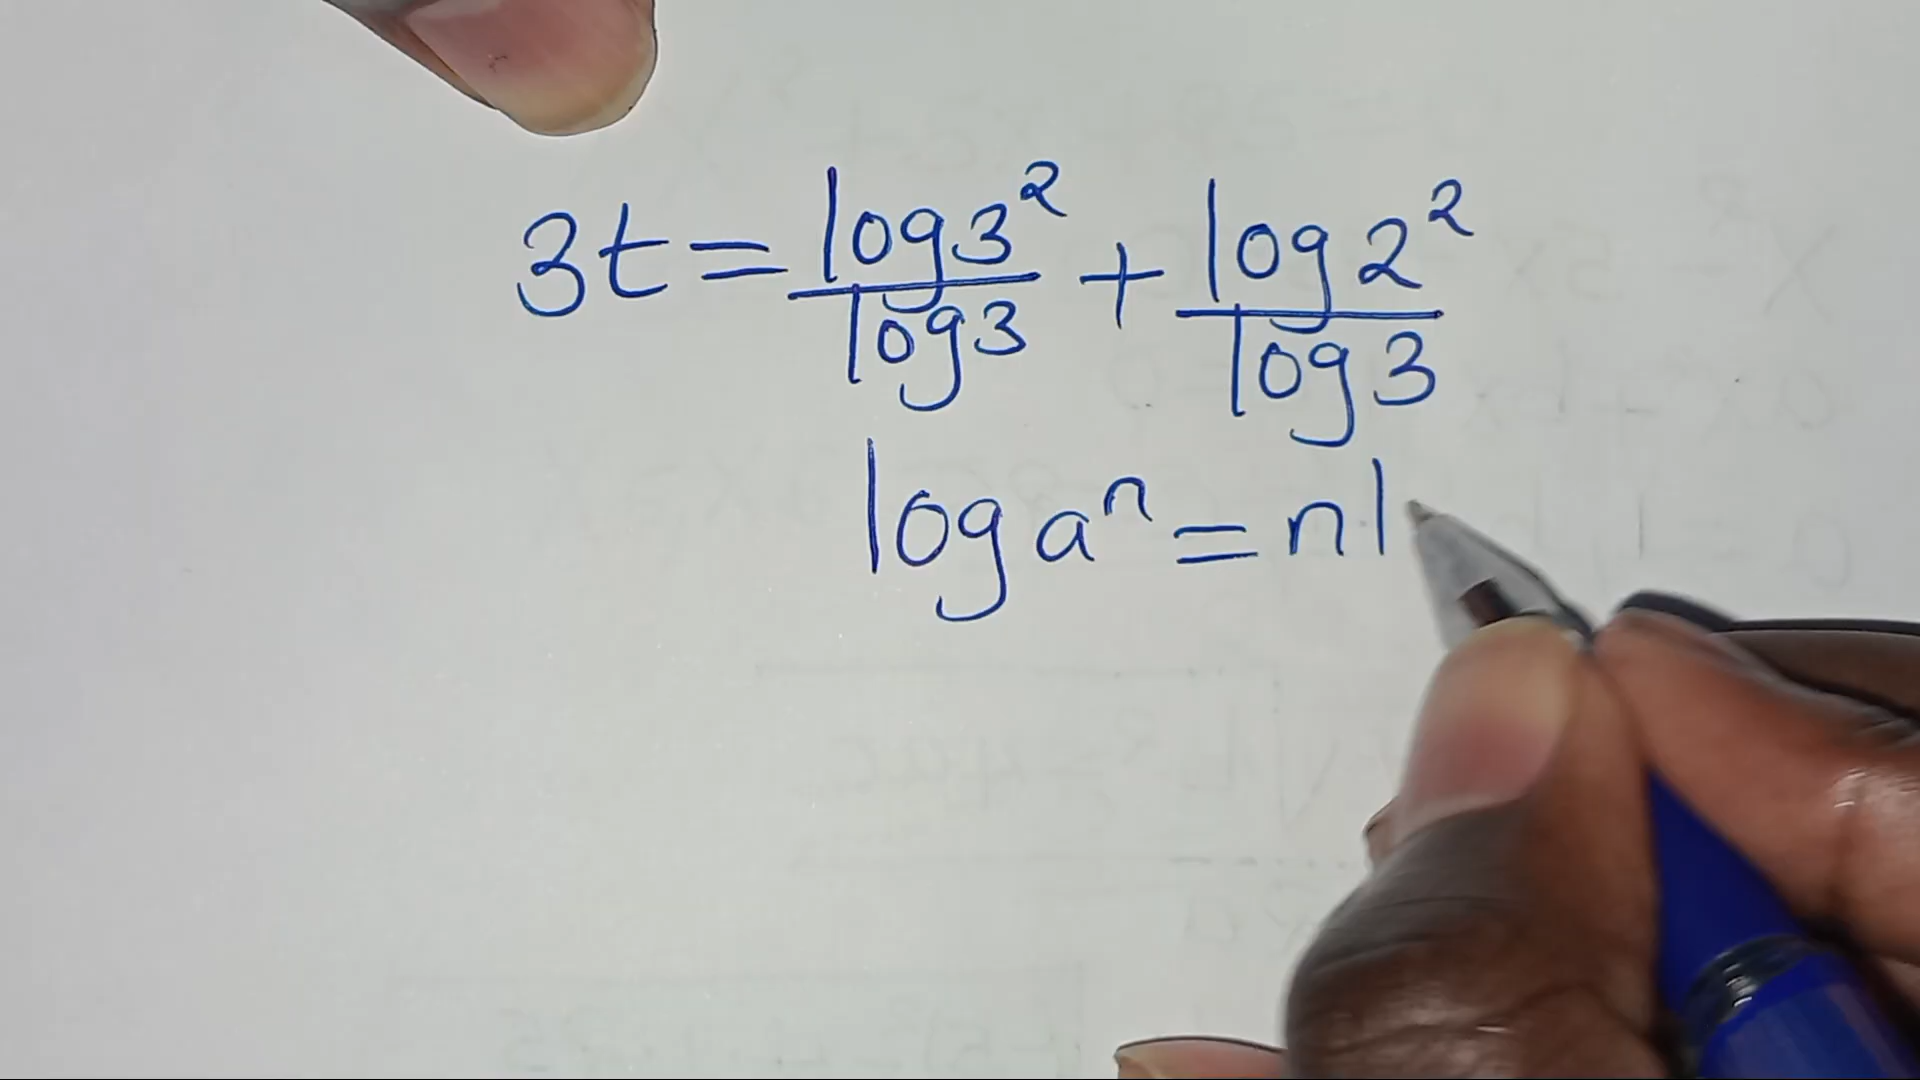 3t = log3²/log3 + log2²/log3
log aⁿ = nl